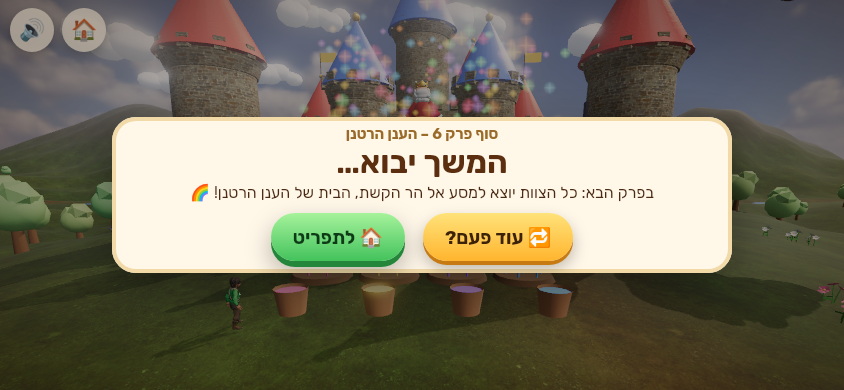 סוף פרק 6 – הענן הרטנן
המשך יבוא...
בפרק הבא: כל הצוות יוצא למסע אל הר הקשת, הבית של הענן הרטנן! 🌈
🔁 עוד פעם?
🏠 לתפריט